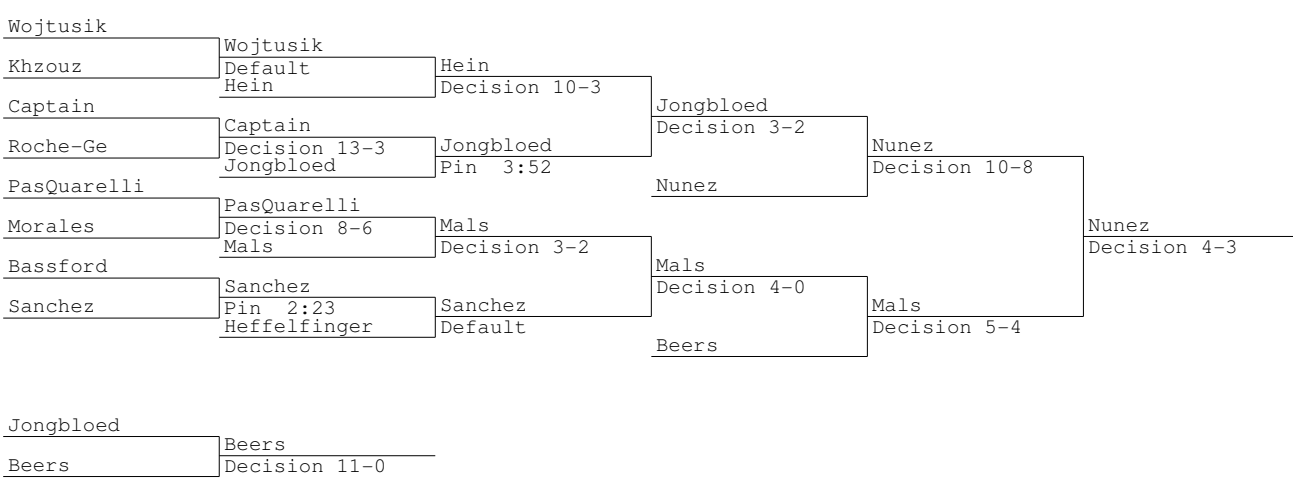 Wojtusik
Wojtusik
Khzouz
Default
Hein
Hein
Decision 10-3
Captain
Jongbloed
Captain
Decision 3-2
Roche-Ge
Decision 13-3
Jongbloed
Nunez
Jongbloed
Pin 3:52
Decision 10-8
PasQuarelli
Nunez
PasQuarelli
Morales
Decision 8-6
Mals
Nunez
Mals
Decision 3-2
Decision 4-3
Bassford
Mals
Sanchez
Decision 4-0
Sanchez
Pin 2:23
Sanchez
Mals
Heffelfinger
Default
Decision 5-4
Beers
Jongbloed
Beers
Beers
Decision 11-0